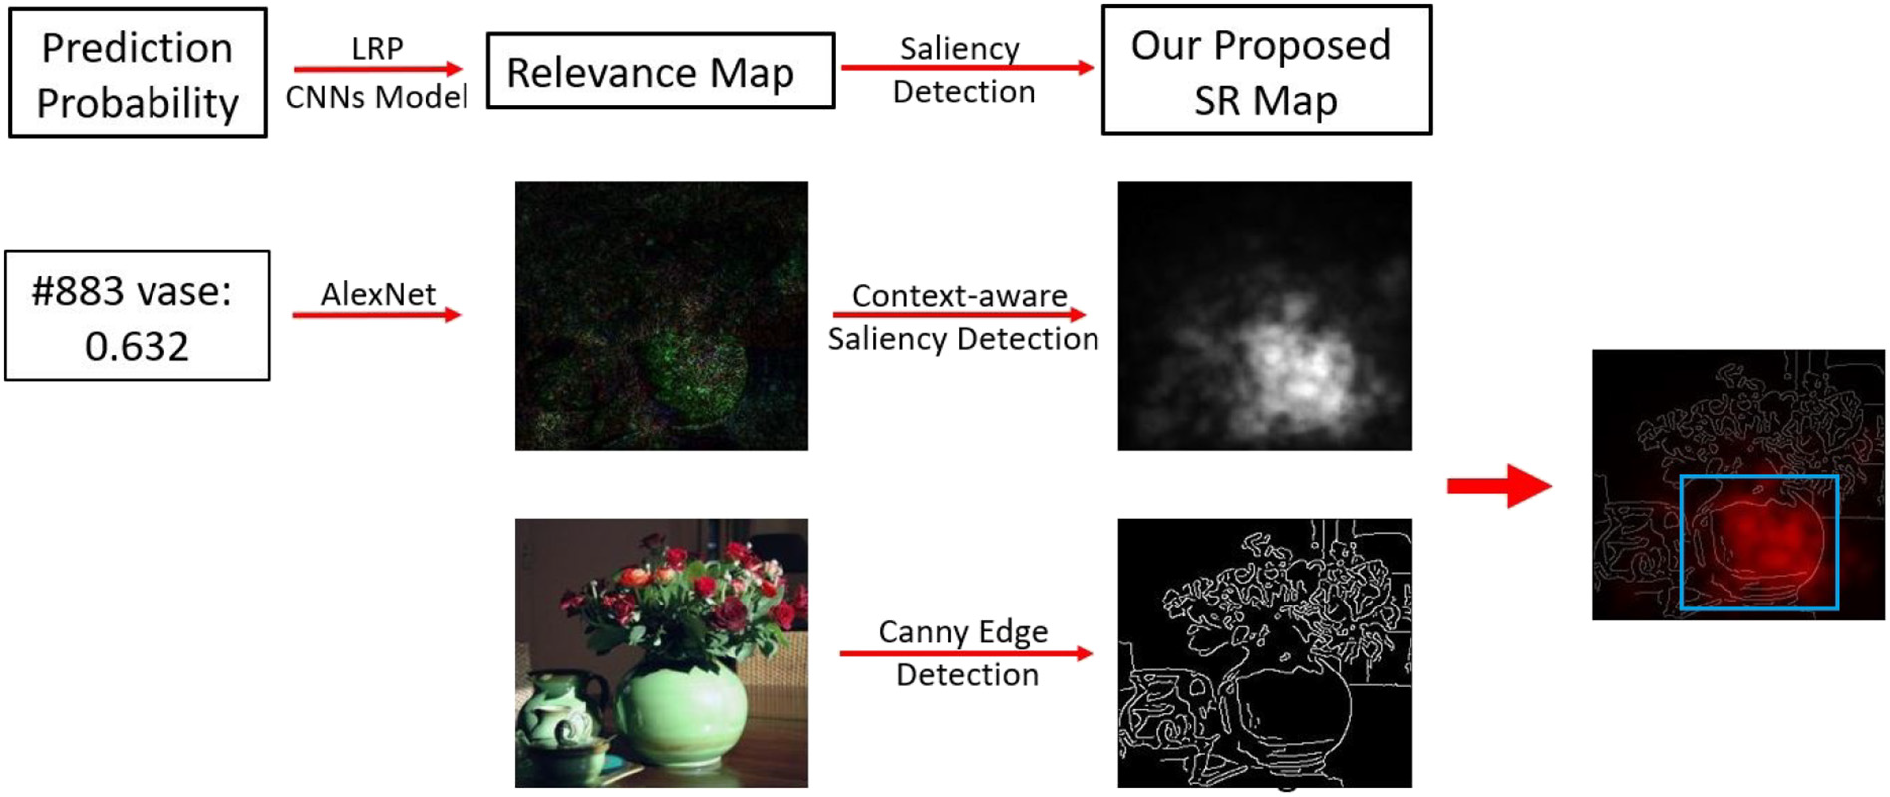 Prediction
Probability
LRP
CNNs Model
Relevance Map
Saliency
Detection
Our Proposed
SR Map
#883 vase:
0.632
AlexNet
Context-aware
Saliency Detection
Canny Edge
Detection